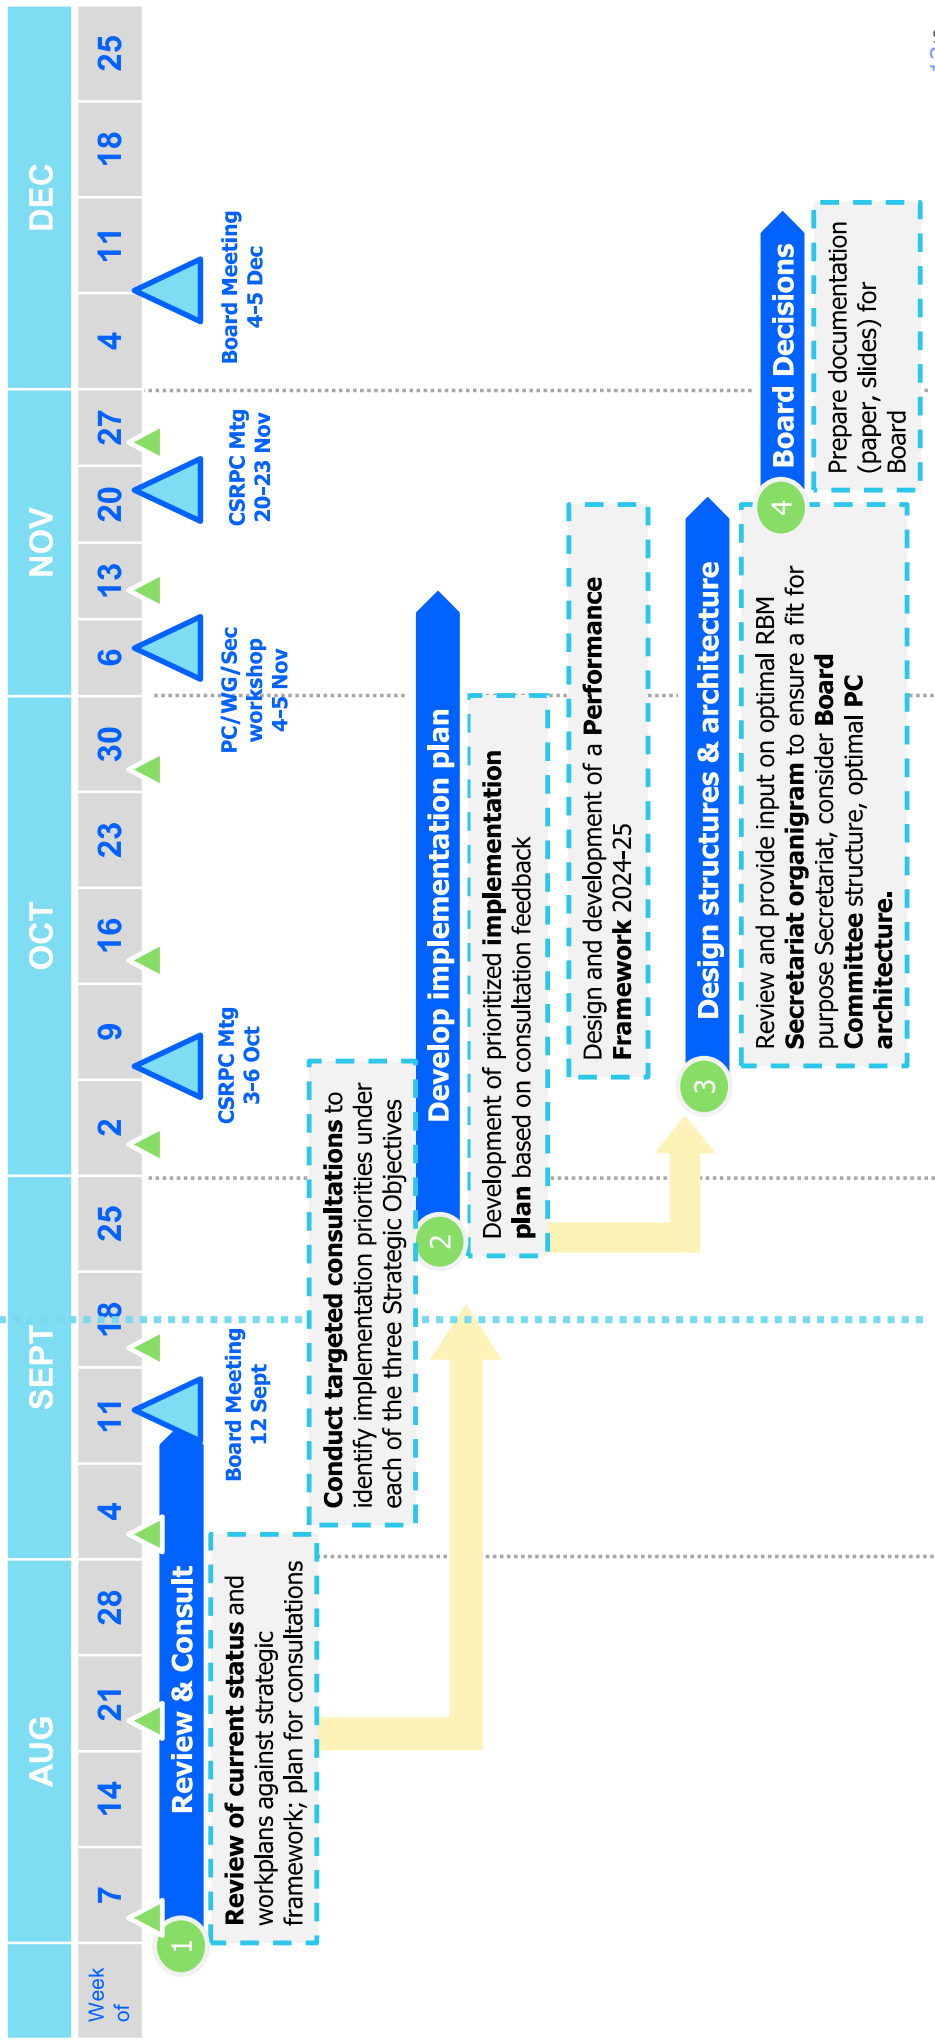 AUG
SEPT
OCT
NOV
DEC
Week
of
7
14
21
28
4
11
18
25
2
9
16
23
30
6
13
20
27
4
11
18
25
1
Review & Consult
Board Meeting
12 Sept
CSRPC Mtg
3-6 Oct
PC/WG/Sec
workshop
4-5 Nov
CSRPC Mtg
20-23 Nov
Board Meeting
4-5 Dec
Review of current status and
workplans against strategic
framework; plan for consultations
Conduct targeted consultations to
identify implementation priorities under
each of the three Strategic Objectives
2
Develop implementation plan
Development of prioritized implementation
plan based on consultation feedback
Design and development of a Performance
Framework 2024-25
3
Design structures & architecture
Review and provide input on optimal RBM
Secretariat organigram to ensure a fit for
purpose Secretariat, consider Board
Committee structure, optimal PC
architecture.
4
Board Decisions
Prepare documentation
(paper, slides) for
Board